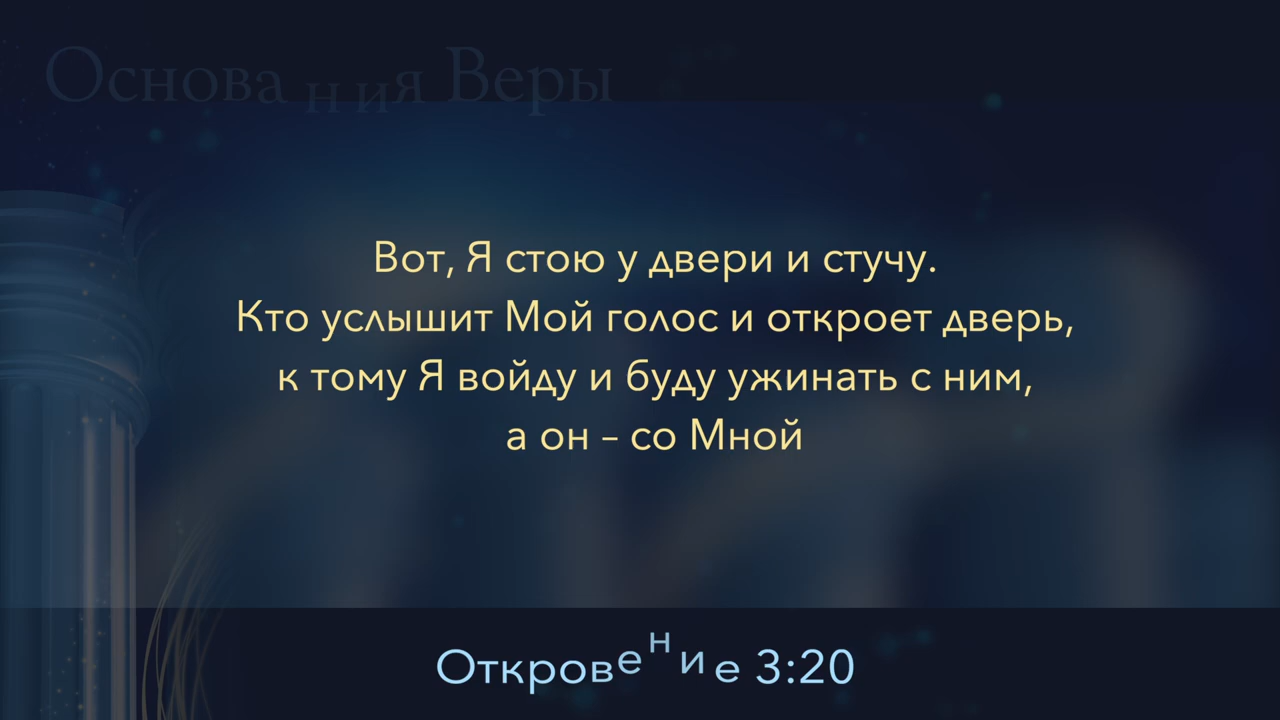 Основания Веры
Вот, Я стою у двери и стучу.
Кто услышит Мой голос и откроет дверь,
к тому Я войду и буду ужинать с ним,
а он – со Мной
Откровение 3:20